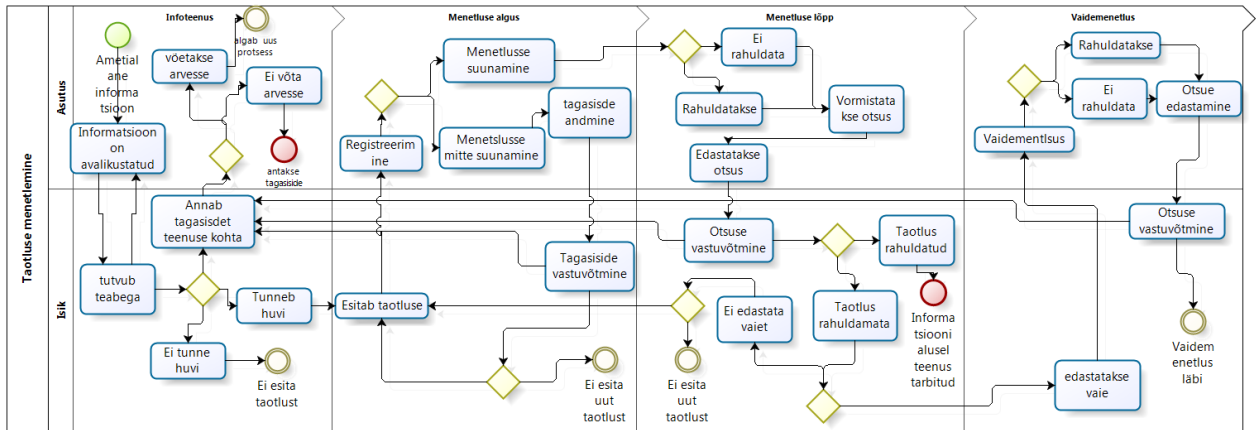 Infoteenus
Menetluse algus
Menetluse lõpp
Vaidemenetlus
Taotluse menetlemine
Asutus
Isik
Ametial
ane
informa
tsioon
võetakse
arvesse
algab uus
protsess
Ei võta
arvesse
antakse
tagasiside
Informatsioon
on
avalikustatud
Annab
tagasisdet
teenuse kohta
tutvub
teabega
Tunneb
huvi
Ei tunne
huvi
Ei esita
taotlust
Menetlusse
suunamine
Menetslusse
mitte suunamine
tagaside
andmine
Registreerim
ine
Esitab taotluse
Tagasiside
vastuvõtmine
Ei esita
uut
taotlust
Ei
rahuldata
Rahuldatakse
Vormistata
kse otsus
Edastatakse
otsus
Otsuse
vastuvõtmine
Taotlus
rahuldatud
Informa
tsiooni
alusel
teenus
tarbitud
Taotlus
rahuldamata
Ei edastata
vaiet
Ei esita
uut
taotlust
Rahuldatakse
Ei
rahuldata
Otsue
edastamine
Vaidementlsus
Otsuse
vastuvõtmine
Vaidem
enetlus
läbi
edastatakse
vaie